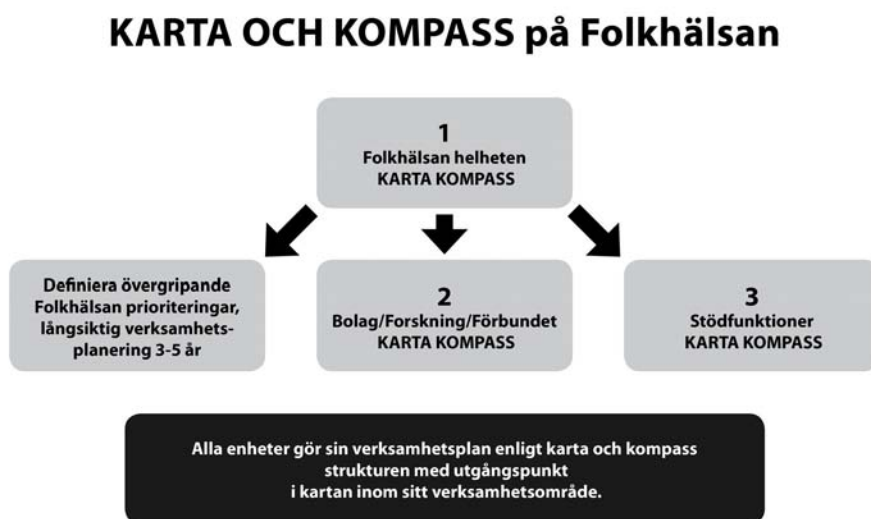 KARTA OCH KOMPASS på Folkhälsan
1
Folkhälsan helheten
KARTA KOMPASS
Definiera övergripande
Folkhälsan prioriteringar,
långsiktig verksamhets-
planering 3-5 år
2
Bolag/Forskning/Förbundet
KARTA KOMPASS
3
Stödfunktioner
KARTA KOMPASS
Alla enheter gör sin verksamhetsplan enligt karta och kompass
strukturen med utgångspunkt
i kartan inom sitt verksamhetsområde.